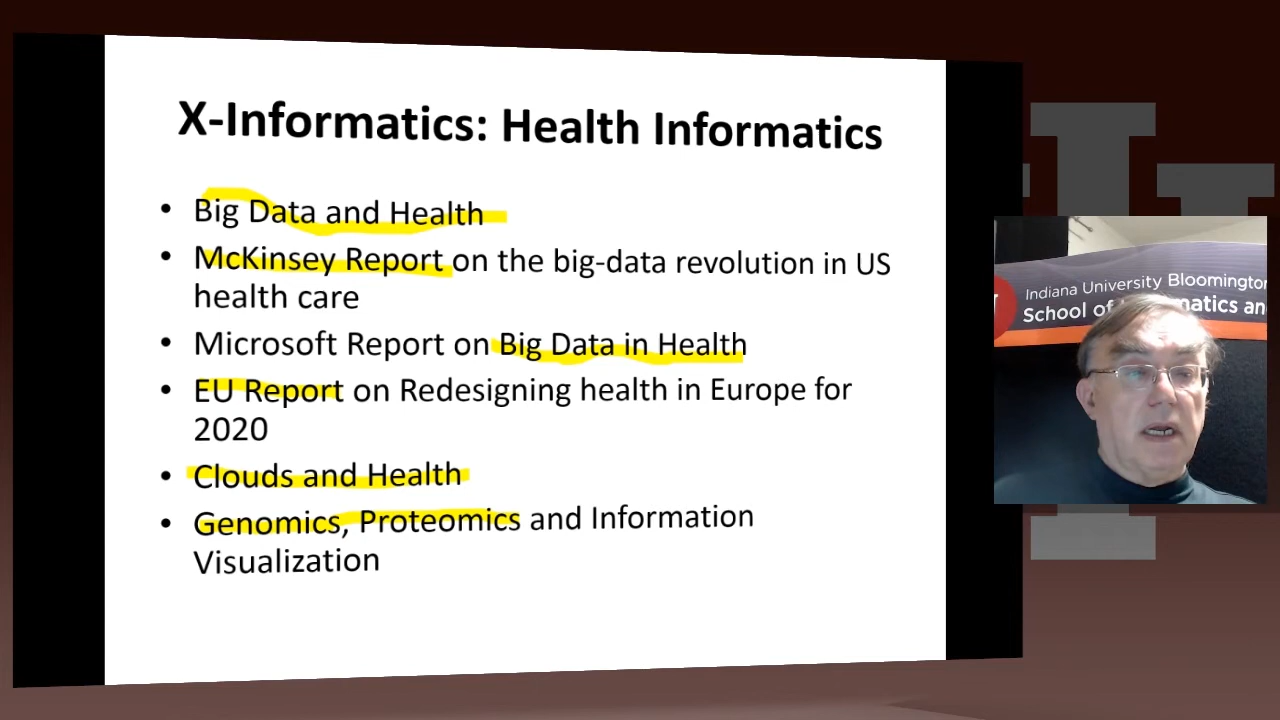 X-Informatics: Health Informatics
• Big Data and Health
• McKinsey Report on the big-data revolution in US
health care
• Microsoft Report on Big Data in Health
• EU Report on Redesigning health in Europe for
2020
• Clouds and Health
• Genomics, Proteomics and Information
Visualization
Indiana University Bloomington
School of